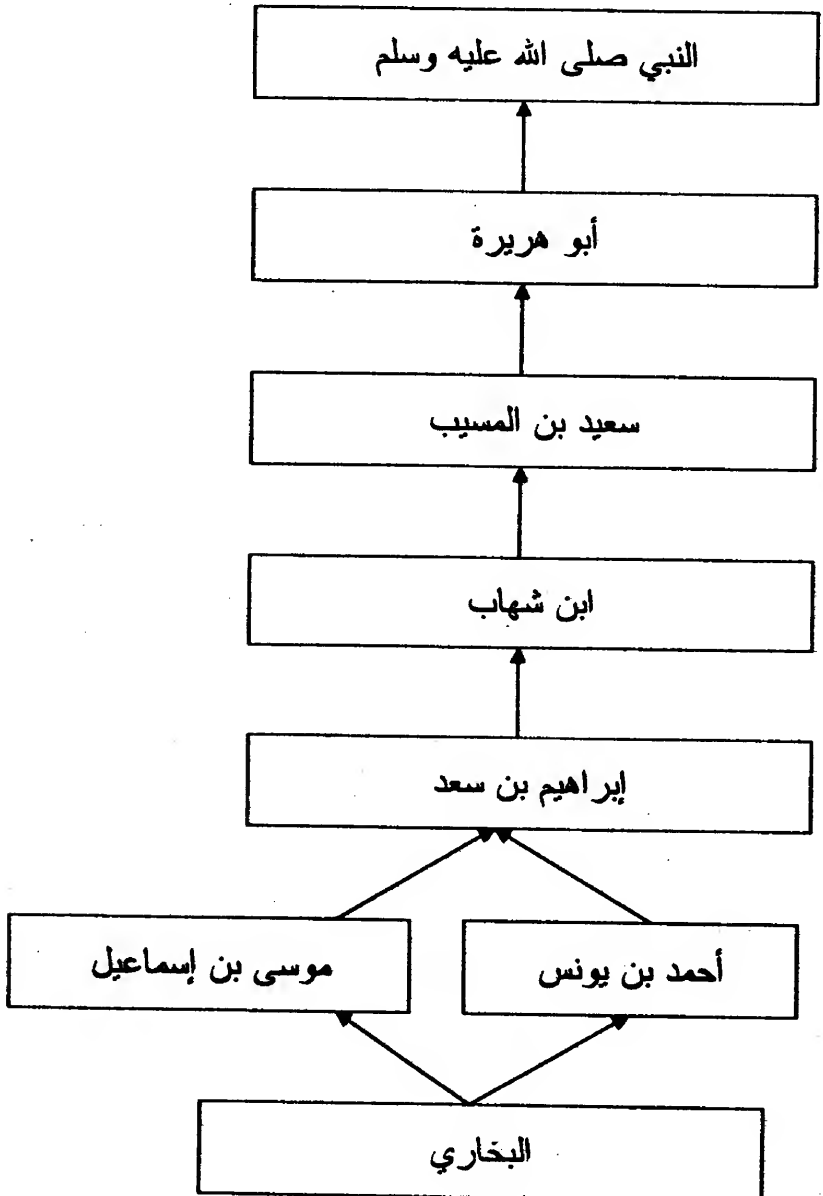 النبي صلى الله عليه وسلم
أبو هريرة
سعيد بن المسيب
ابن شهاب
إبراهيم بن سعد
أحمد بن يونس
موسى بن إسماعيل
البخاري